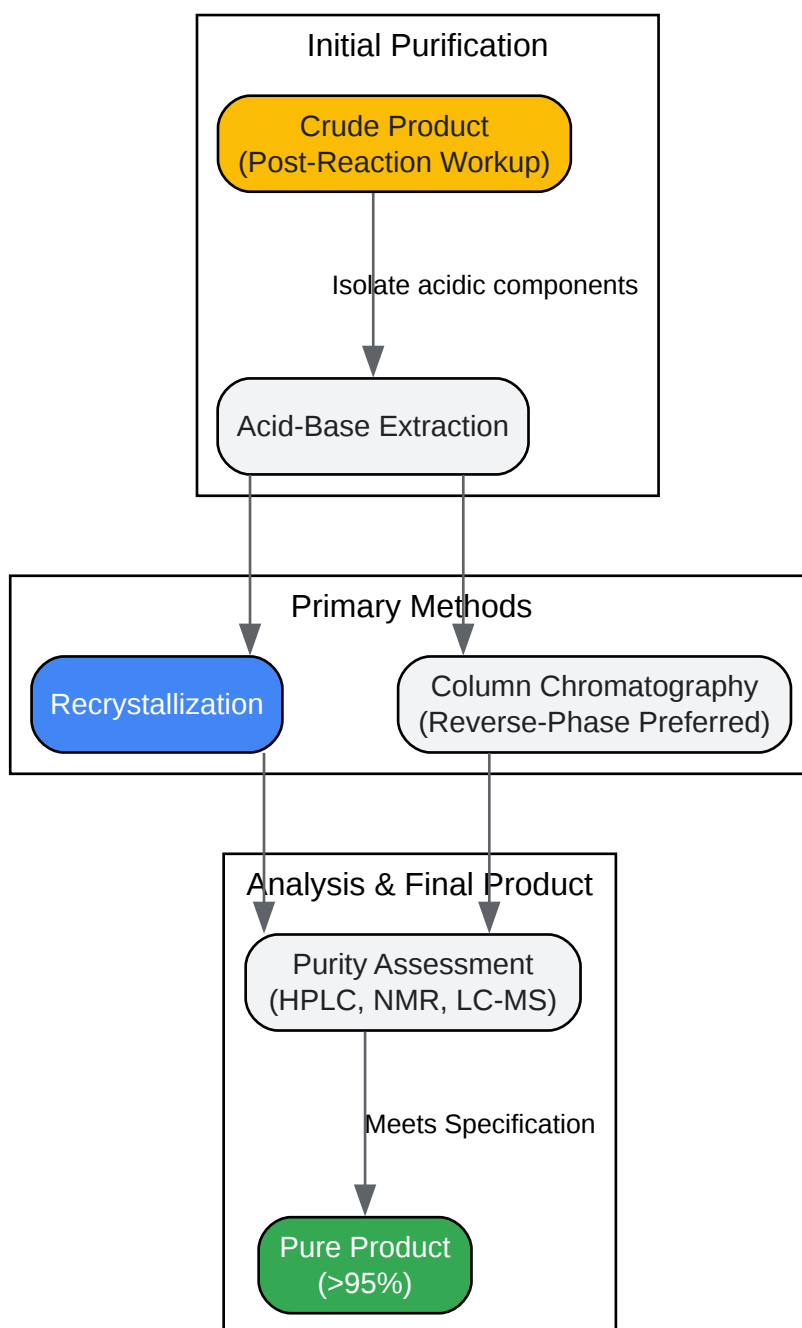 Initial Purification
Crude Product
(Post-Reaction Workup)
Isolate acidic components
Acid-Base Extraction
Primary Methods
Recrystallization
Column Chromatography
(Reverse-Phase Preferred)
Analysis & Final Product
Purity Assessment
(HPLC, NMR, LC-MS)
Meets Specification
Pure Product
(>95%)